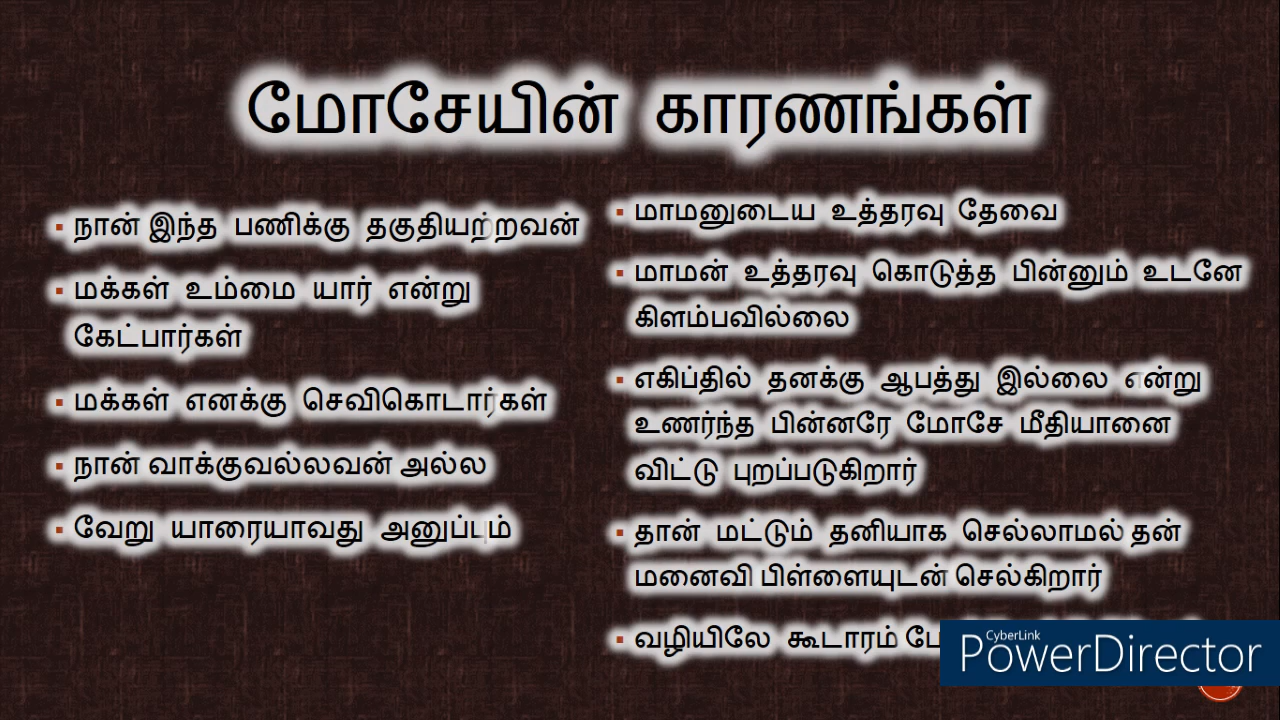 மோசேயின் காரணங்கள்
நான் இந்த பணிக்கு தகுதியற்றவன்
மக்கள் உம்மை யார் என்று
கேட்பார்கள்
மக்கள் எனக்கு செவிகொடார்கள்
நான் வாக்குவல்லவன் அல்ல
வேறு யாரையாவது அனுப்பும்
மாமனுடைய உத்தரவு தேவை
மாமன் உத்தரவு கொடுத்த பின்னும் உடனே
கிளம்பவில்லை
எகிப்தில் தனக்கு ஆபத்து இல்லை என்று
உணர்ந்த பின்னரே மோசே மீதியானை
விட்டு புறப்படுகிறார்
தான் மட்டும் தனியாக செல்லாமல் தன்
மனைவி பிள்ளையுடன் செல்கிறார்
வழியிலே கூடாரம்
CyberLink
PowerDirector